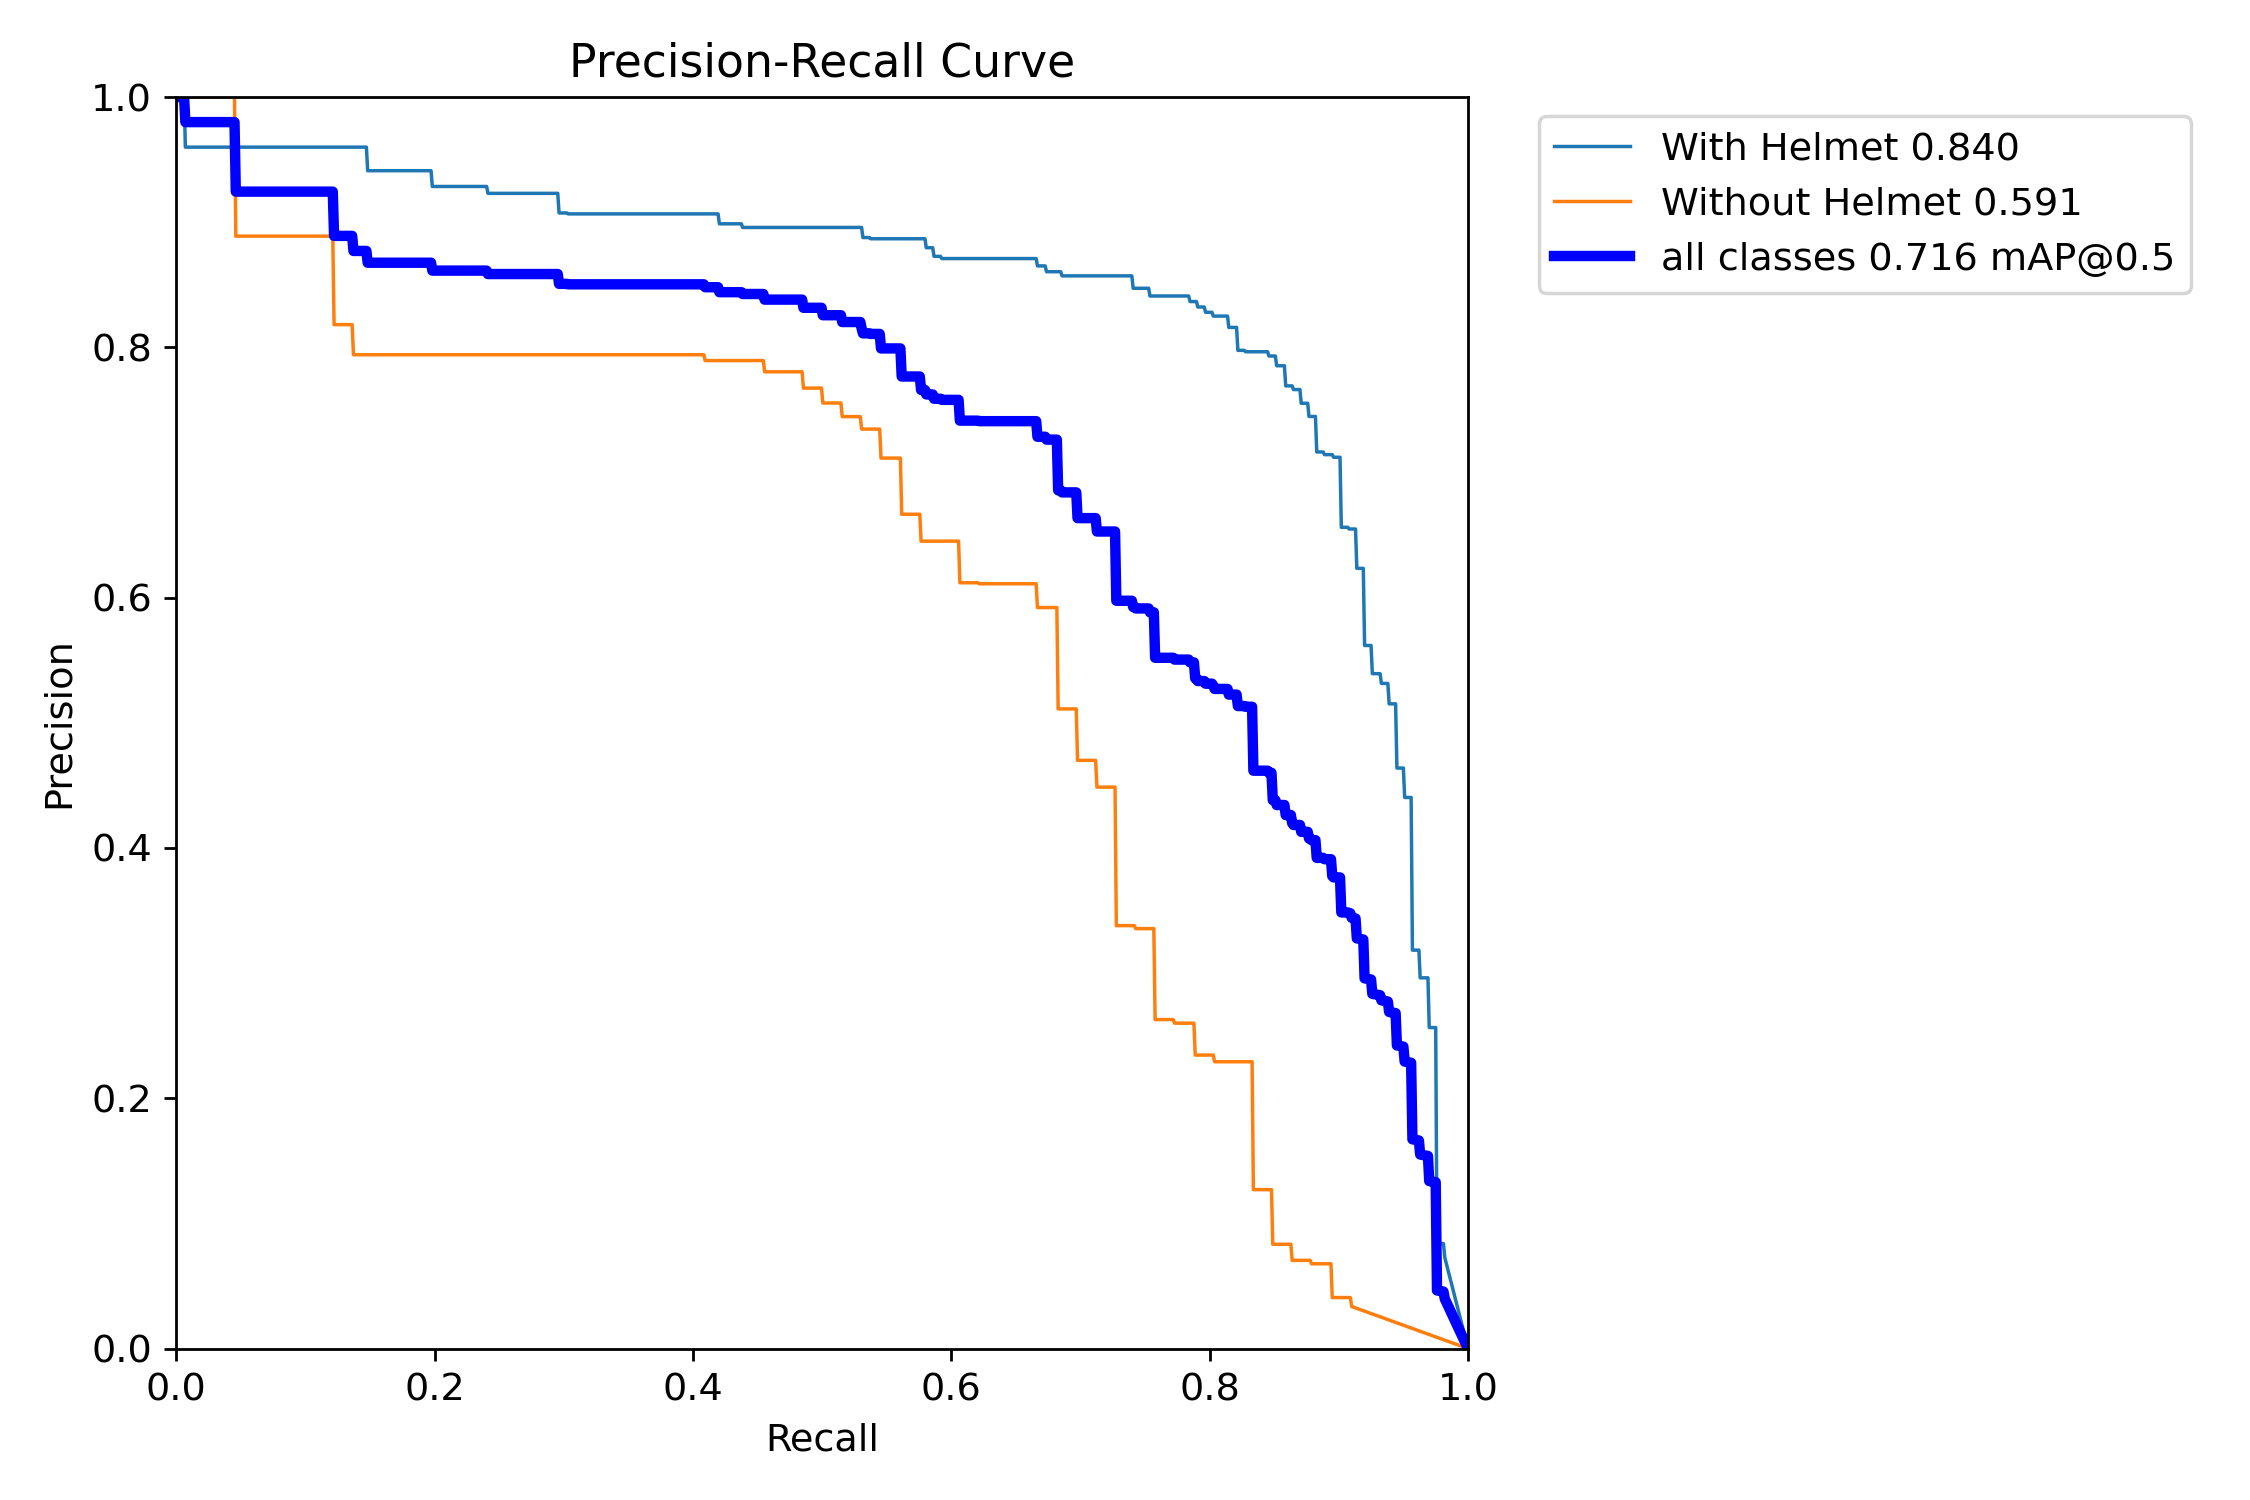 Precision-Recall Curve
With Helmet 0.840
Without Helmet 0.591
all classes 0.716 mAP@0.5
Precision
1.0
0.8
0.6
0.4
0.2
0.0
0.0 0.2 0.4 0.6 0.8 1.0
Recall